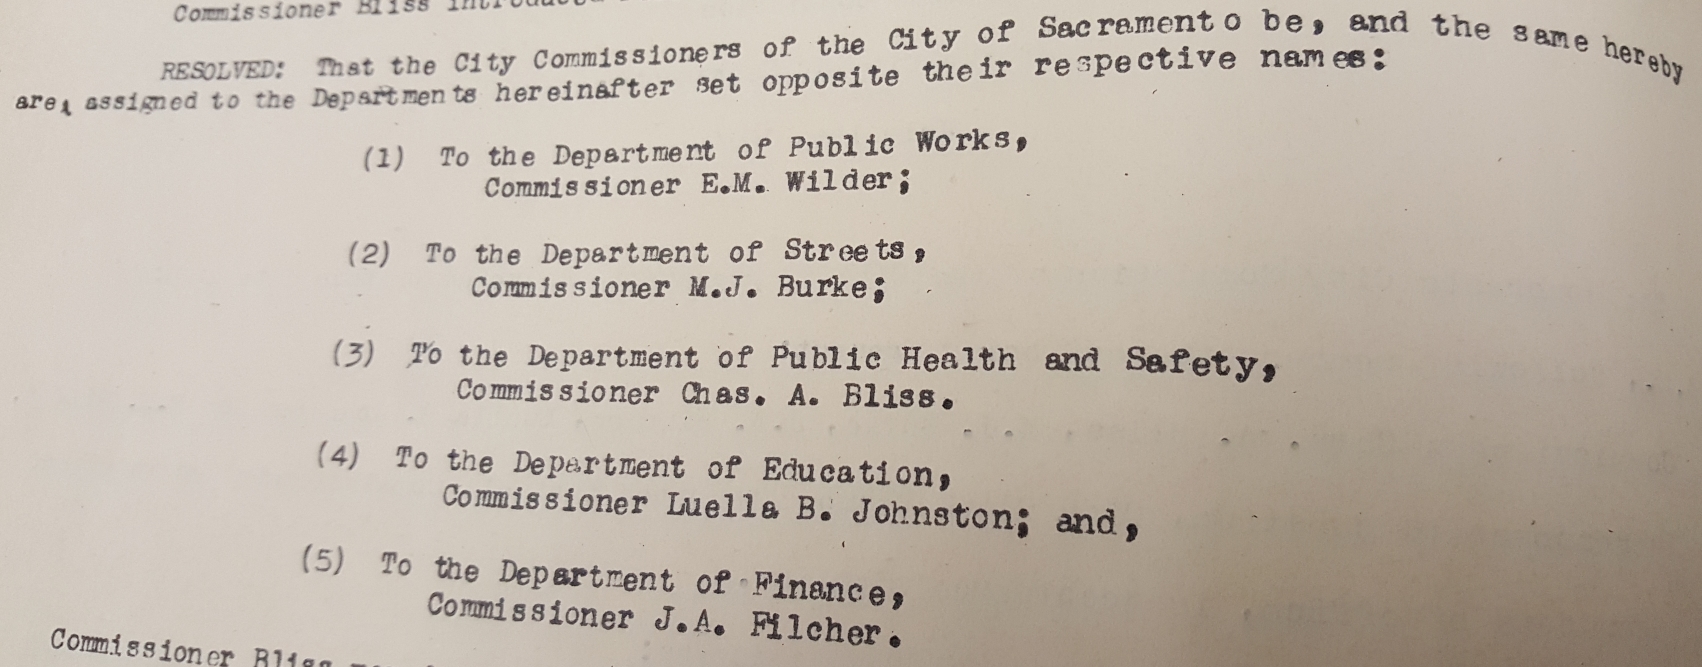 Commissioner Bliss introduced
RESOLVED: That the City Commissioners of the City of Sacramento be, and the same hereby
are, assigned to the Departments hereinafter set opposite their respective names:
(1) To the Department of Public Works,
Commissioner E.M. Wilder;
(2) To the Department of Streets,
Commissioner M.J. Burke;
(3) To the Department of Public Health and Safety,
Commissioner Chas. A. Bliss.
(4) To the Department of Education,
Commissioner Luella B. Johnston; and,
(5) To the Department of Finance,
Commissioner J.A. Filcher.
Commissioner Bliss